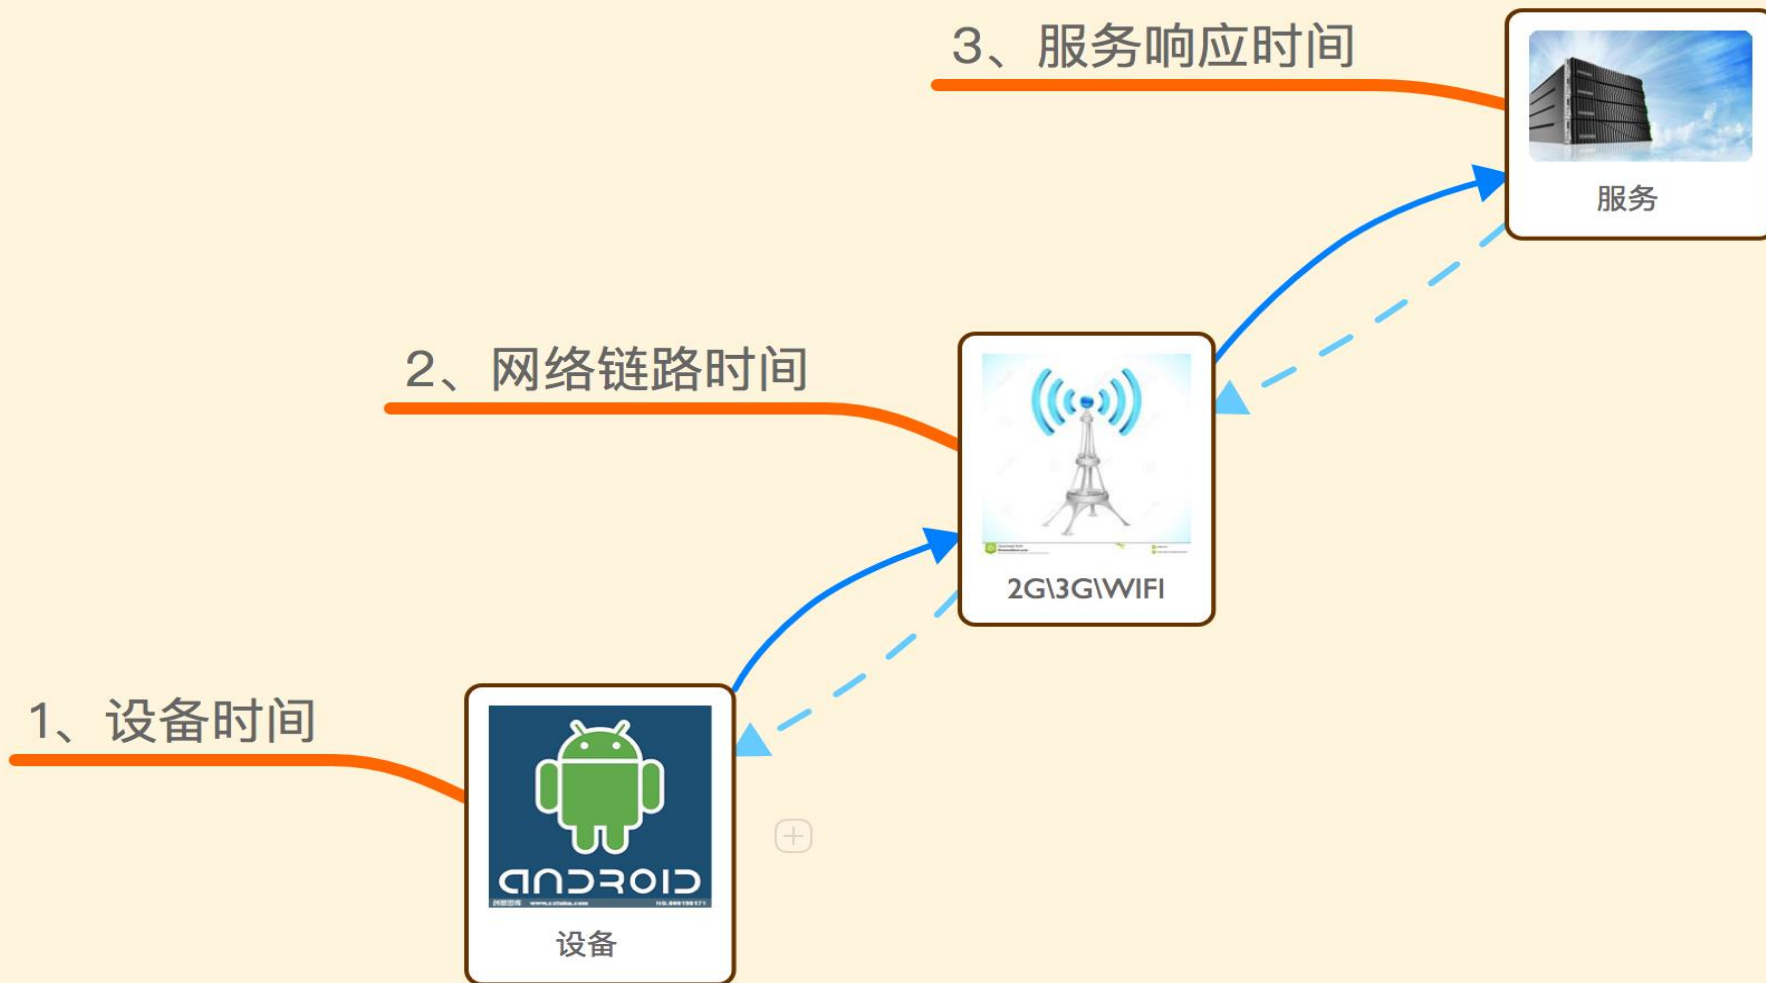 3、服务响应时间
服务
2、网络链路时间
2G\3G\WIFI
1、设备时间
ANDROID
设备